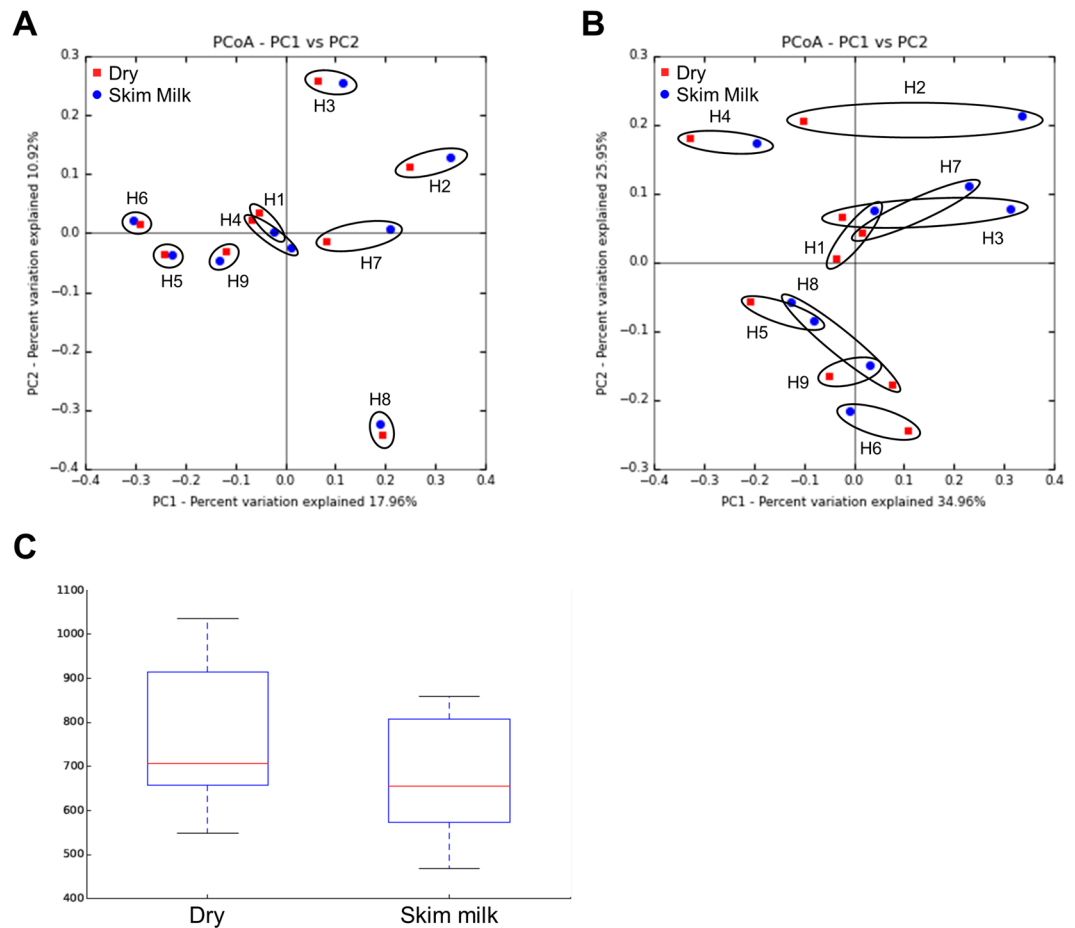 A
PCoA - PC1 vs PC2
Dry
Skim Milk
H3
H2
H6
H1
H4
H5
H9
H7
H8
0.3
0.2
0.1
0.0
−0.1
−0.2
−0.3
−0.4
−0.4 −0.3 −0.2 −0.1 0.0 0.1 0.2 0.3 0.4
PC2 - Percent variation explained 10.92%
PC1 - Percent variation explained 17.96%
B
PCoA - PC1 vs PC2
Dry
Skim Milk
H2
H4
H7
H1
H3
H8
H5
H9
H6
0.3
0.2
0.1
0.0
−0.1
−0.2
−0.3
−0.4 −0.3 −0.2 −0.1 0.0 0.1 0.2 0.3 0.4
PC2 - Percent variation explained 25.95%
PC1 - Percent variation explained 34.96%
C
1100
1000
900
800
700
600
500
400
Dry Skim milk